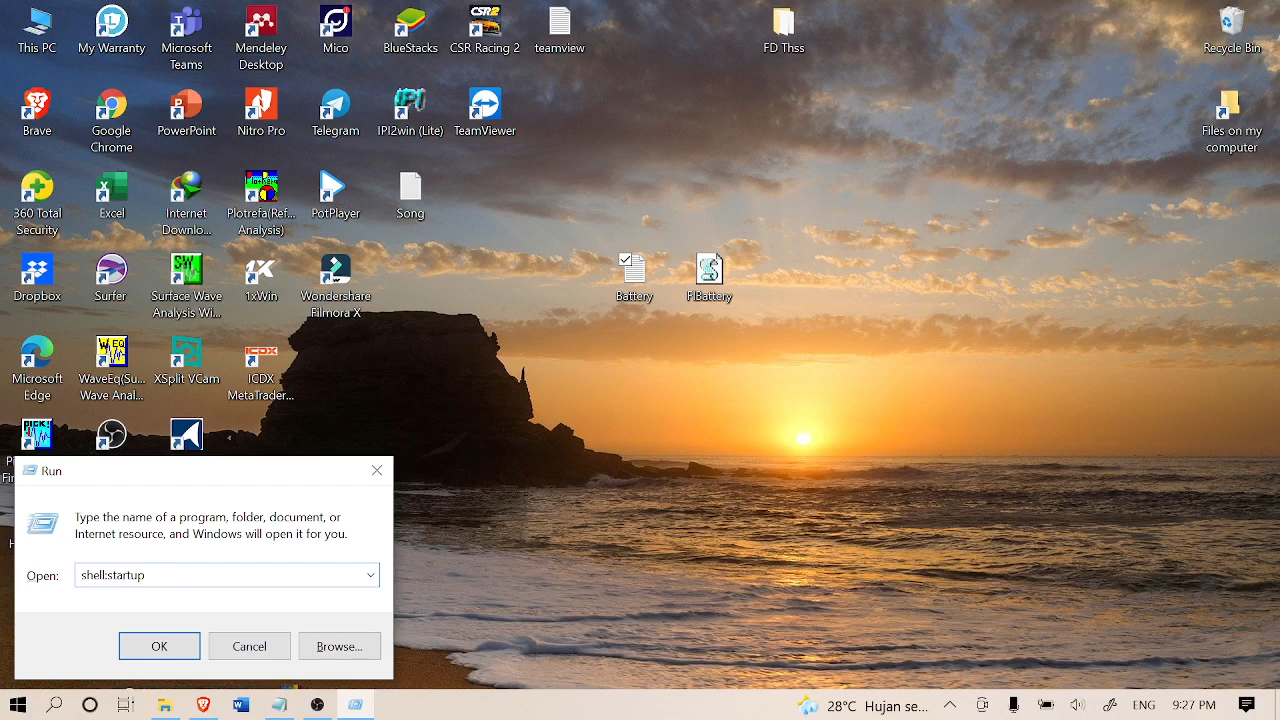 This PC
My Warranty
Microsoft
Teams
Mendeley
Desktop
Mico
BlueStacks
CSR Racing 2
teamview
FD Thss
Recycle Bin
Brave
Google
Chrome
PowerPoint
Nitro Pro
Telegram
IPI2win (Lite)
TeamViewer
Files on my
computer
360 Total
Security
Excel
Internet
Downlo...
Plotrefa(Ref...
Analysis)
PotPlayer
Song
Dropbox
Surfer
Surface Wave
Analysis Wi...
1xWin
Wondershare
Filmora X
Battery
FIBattery
Microsoft
Edge
WaveEq(Su...
Wave Anal...
XSplit VCam
ICDX
MetaTrader...
Run
Type the name of a program, folder, document, or
Internet resource, and Windows will open it for you.
Open:
shell:startup
OK
Cancel
Browse...
28°C Hujan se...
ENG
9:27 PM